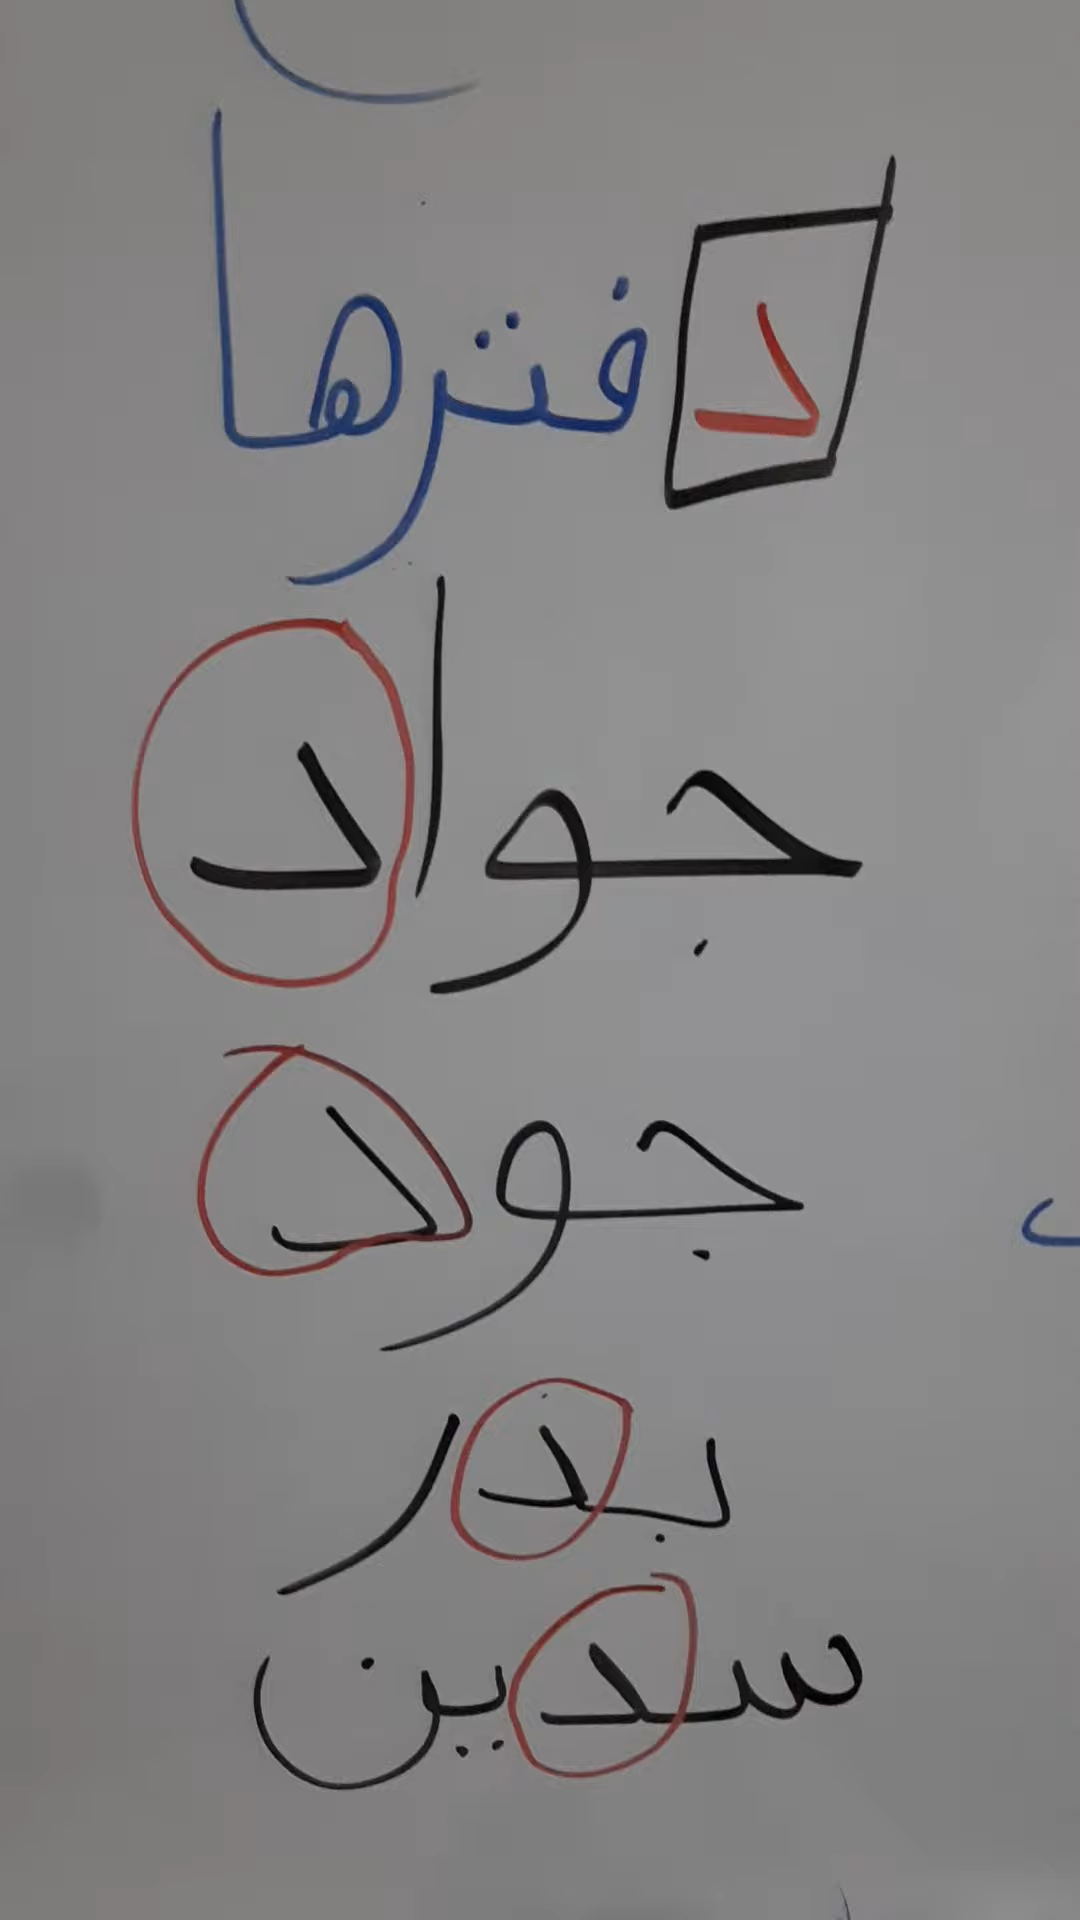 دفترها
جواد
جود
بدر
سدين